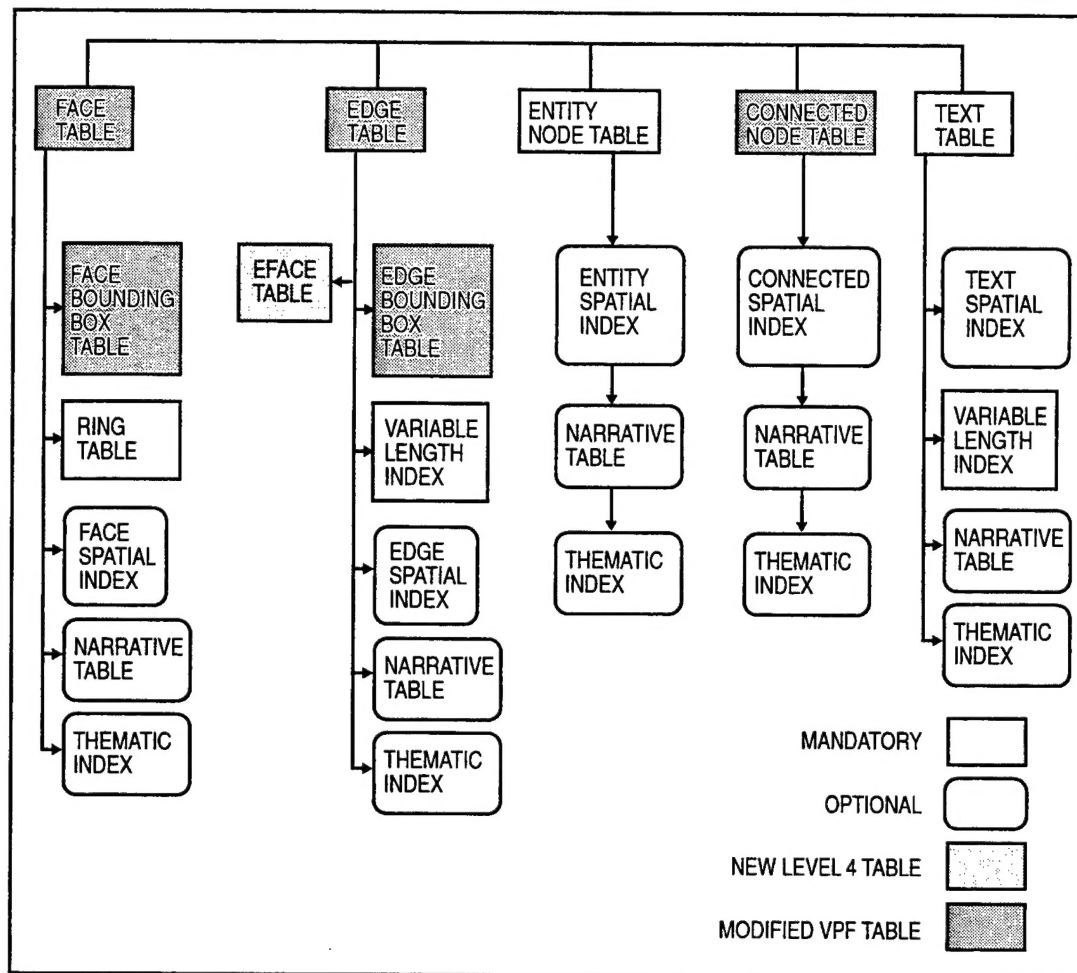 FACE
TABLE
EDGE
TABLE
ENTITY
NODE TABLE
CONNECTED
NODE TABLE
TEXT
TABLE
FACE
BOUNDING
BOX
TABLE
RING
TABLE
FACE
SPATIAL
INDEX
NARRATIVE
TABLE
THEMATIC
INDEX
EFACE
TABLE
EDGE
BOUNDING
BOX
TABLE
VARIABLE
LENGTH
INDEX
EDGE
SPATIAL
INDEX
NARRATIVE
TABLE
THEMATIC
INDEX
ENTITY
SPATIAL
INDEX
NARRATIVE
TABLE
THEMATIC
INDEX
CONNECTED
SPATIAL
INDEX
NARRATIVE
TABLE
THEMATIC
INDEX
TEXT
SPATIAL
INDEX
VARIABLE
LENGTH
INDEX
NARRATIVE
TABLE
THEMATIC
INDEX
MANDATORY
OPTIONAL
NEW LEVEL 4 TABLE
MODIFIED VPF TABLE